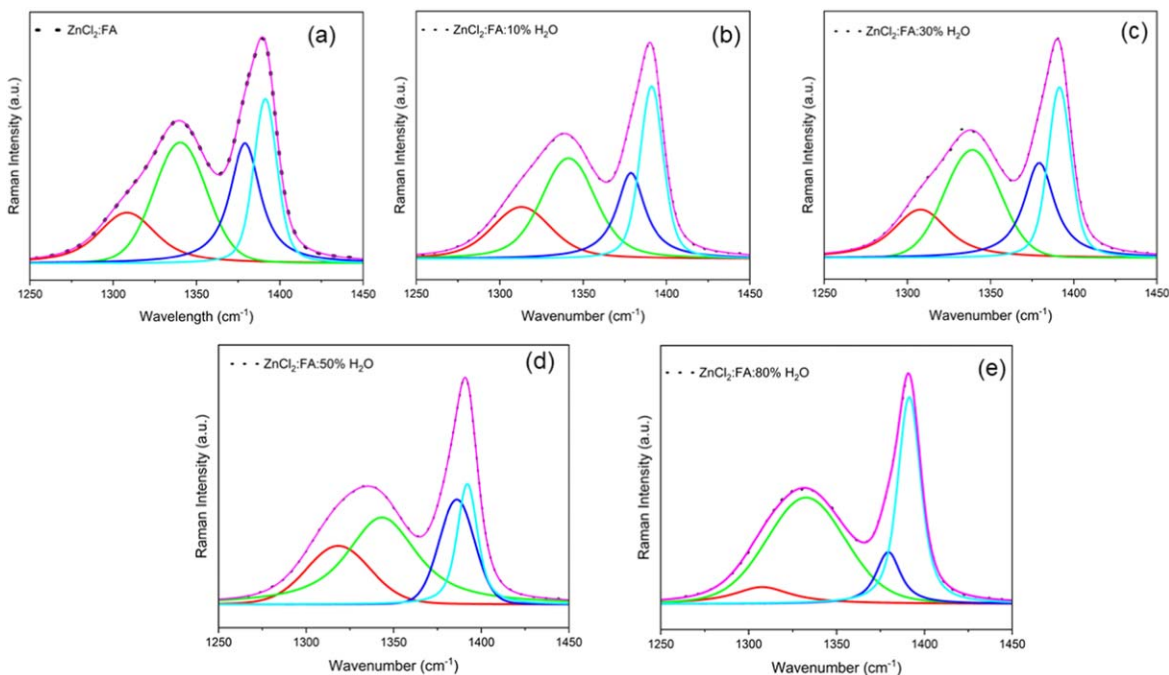 ZnCl₂:FA
(a)
Raman Intensity (a.u.)
1250 1300 1350 1400 1450
Wavelength (cm⁻¹)
ZnCl₂:FA:10% H₂O
(b)
Raman Intensity (a.u.)
1250 1300 1350 1400 1450
Wavenumber (cm⁻¹)
ZnCl₂:FA:30% H₂O
(c)
Raman Intensity (a.u.)
1250 1300 1350 1400 1450
Wavenumber (cm⁻¹)
ZnCl₂:FA:50% H₂O
(d)
Raman Intensity (a.u.)
1250 1300 1350 1400 1450
Wavenumber (cm⁻¹)
ZnCl₂:FA:80% H₂O
(e)
Raman Intensity (a.u.)
1250 1300 1350 1400 1450
Wavenumber (cm⁻¹)